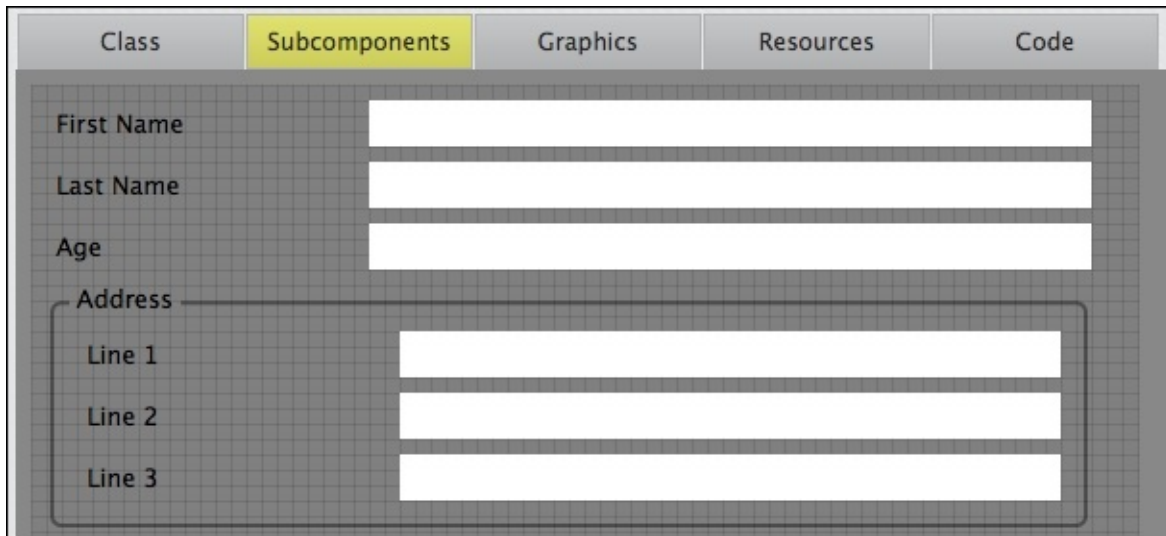 Class Subcomponents Graphics Resources Code
First Name
Last Name
Age
Address
Line 1
Line 2
Line 3